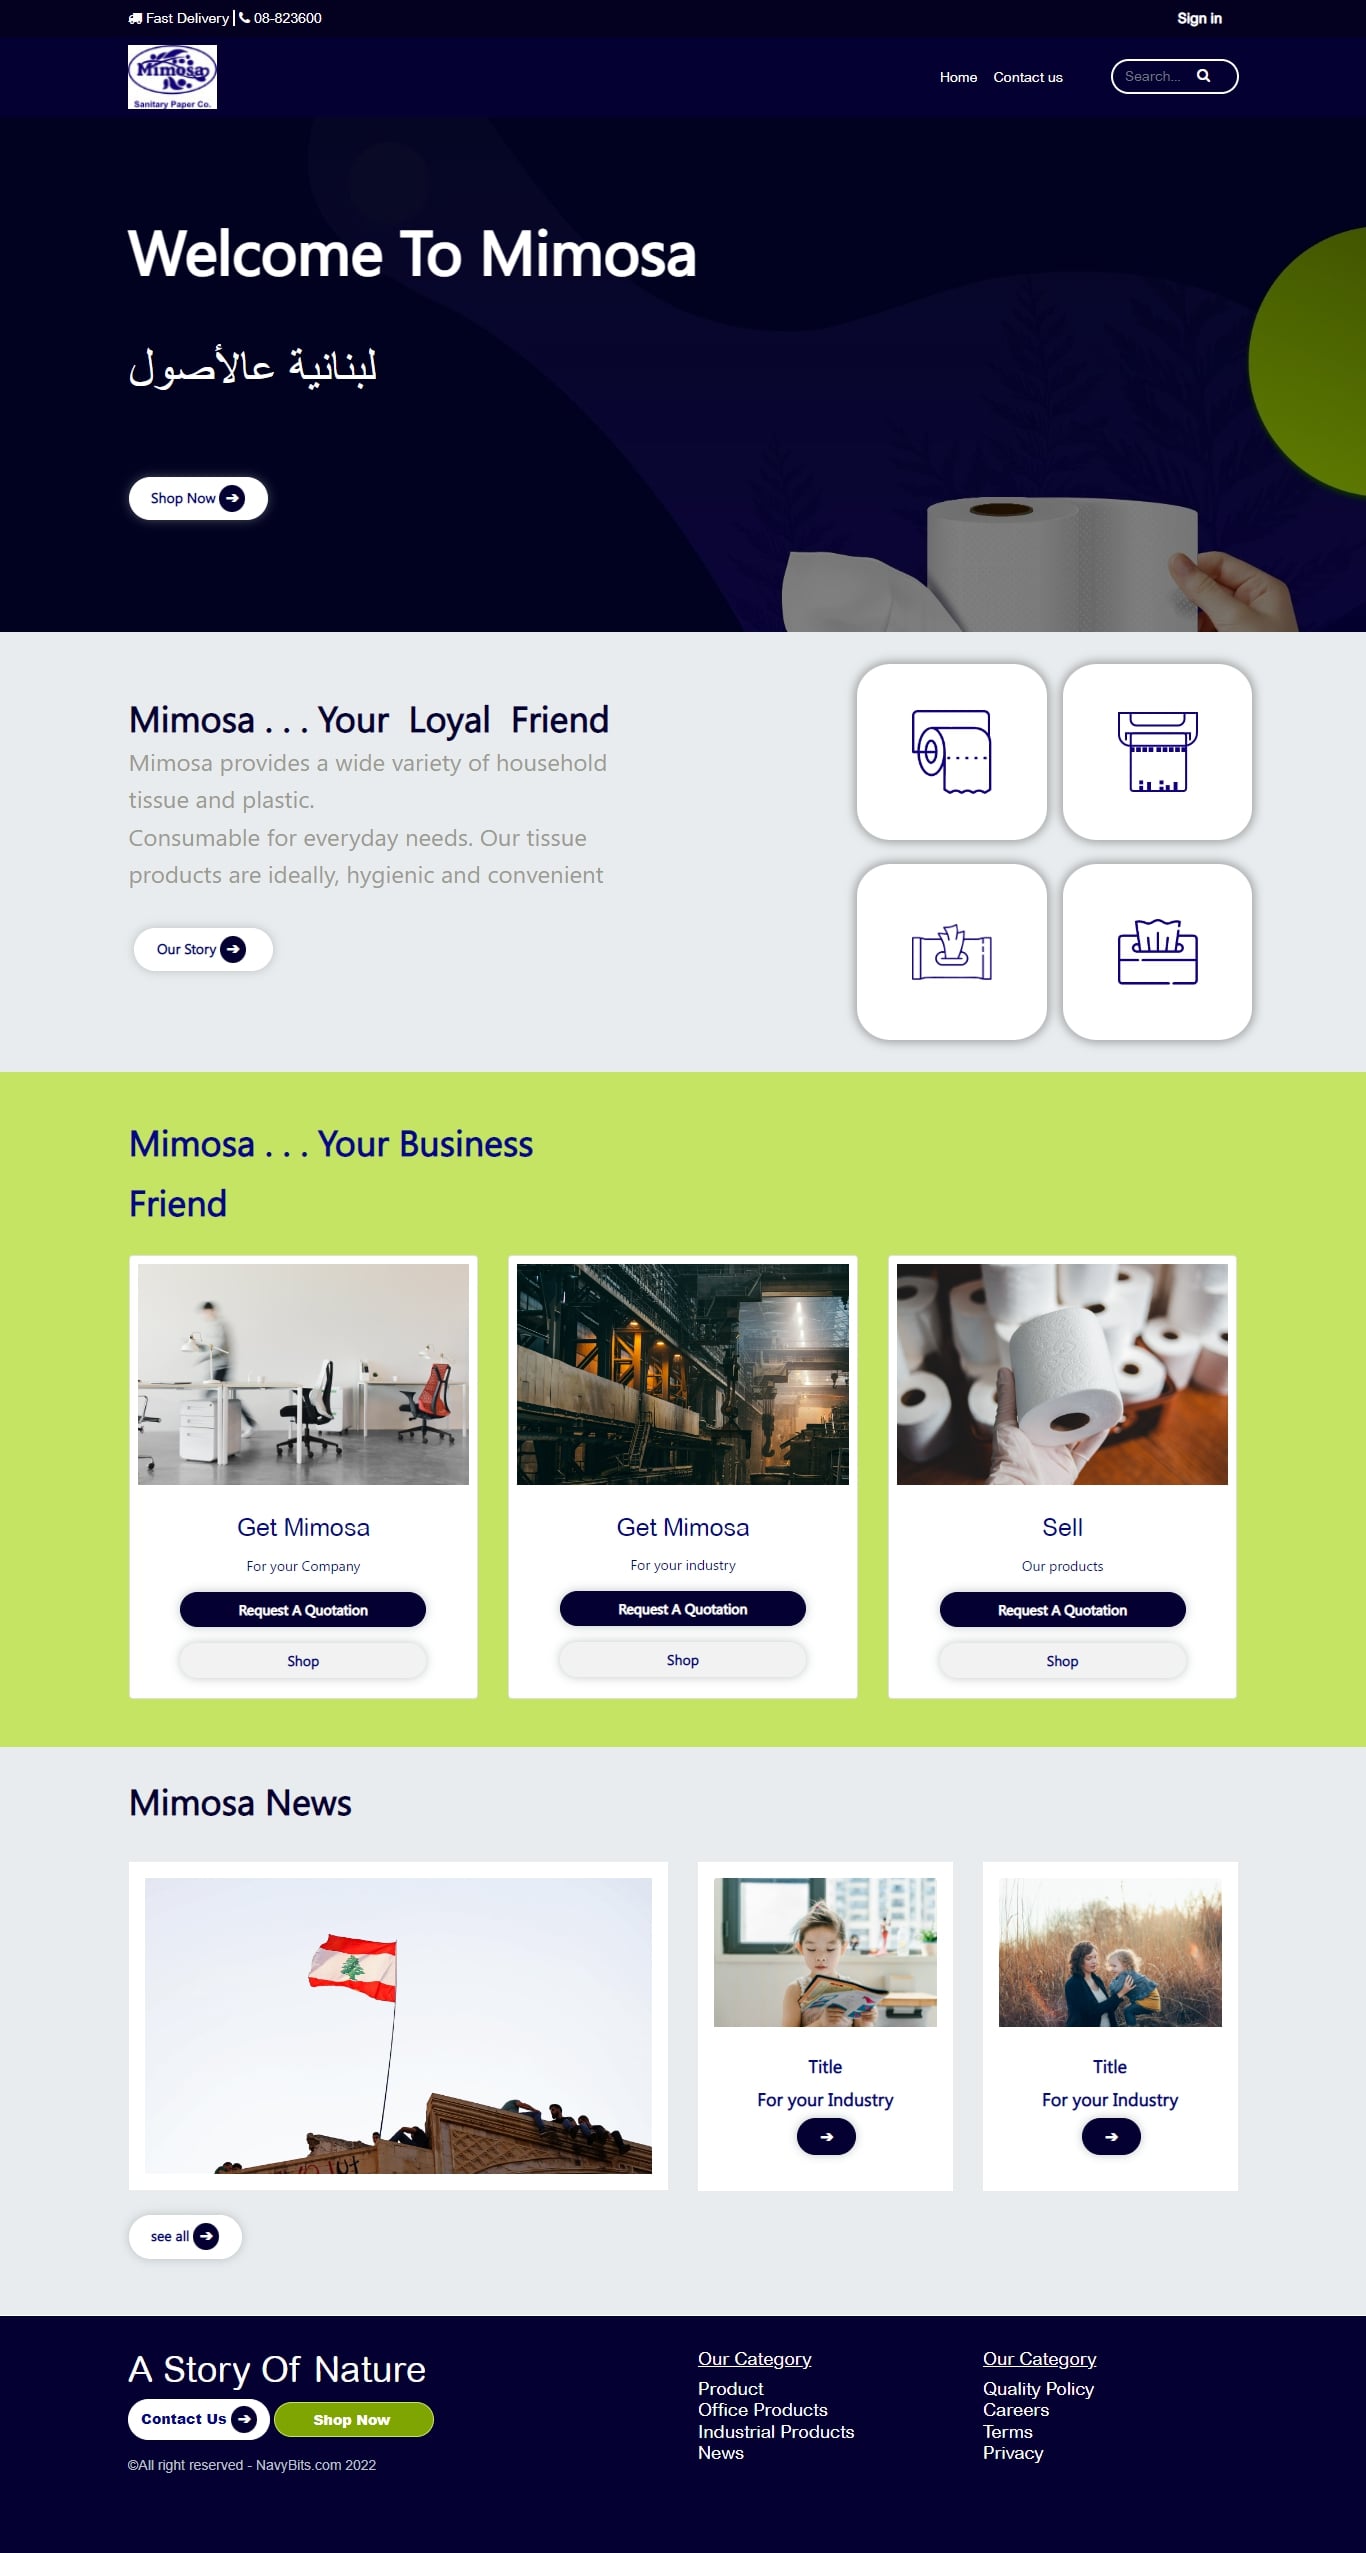 Fast Delivery | 08-823600
Sign in
Mimosa
Sanitary Paper Co.
Home
Contact us
Search...
Welcome To Mimosa
لبنانية عالأصول
Shop Now
Mimosa . . . Your Loyal Friend
Mimosa provides a wide variety of household
tissue and plastic.
Consumable for everyday needs. Our tissue
products are ideally, hygienic and convenient
Our Story
Mimosa . . . Your Business
Friend
Get Mimosa
For your Company
Request A Quotation
Shop
Get Mimosa
For your industry
Request A Quotation
Shop
Sell
Our products
Request A Quotation
Shop
Mimosa News
Title
For your Industry
Title
For your Industry
see all
A Story Of Nature
Contact Us
Shop Now
©All right reserved - NavyBits.com 2022
Our Category
Product
Office Products
Industrial Products
News
Our Category
Quality Policy
Careers
Terms
Privacy